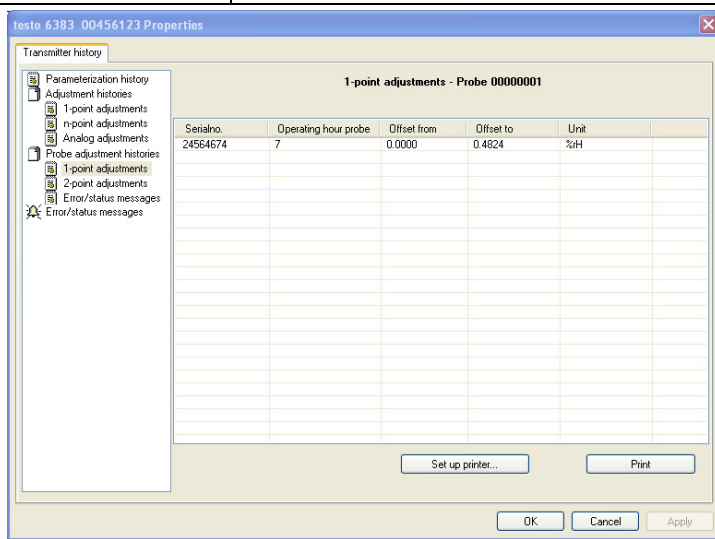 testo 6383 00456123 Properties
Transmitter history
Parameterization history
Adjustment histories
1-point adjustments
n-point adjustments
Analog adjustments
Probe adjustment histories
1-point adjustments
2-point adjustments
Error/status messages
Error/status messages
1-point adjustments - Probe 00000001
Serialno. Operating hour probe Offset from Offset to Unit
24564674 7 0.0000 0.4824 %rH
Set up printer... Print
OK Cancel Apply